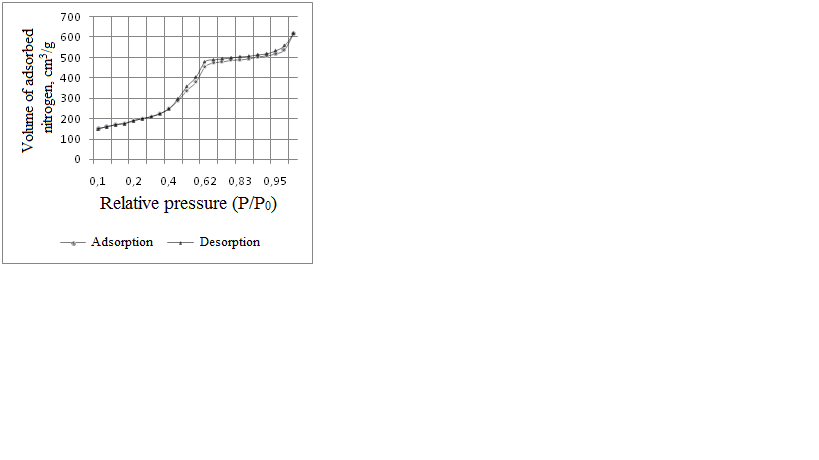 700
600
500
400
300
200
100
0
Volume of adsorbed
nitrogen, cm³/g
0,1 0,2 0,4 0,62 0,83 0,95
Relative pressure (P/P₀)
Adsorption Desorption